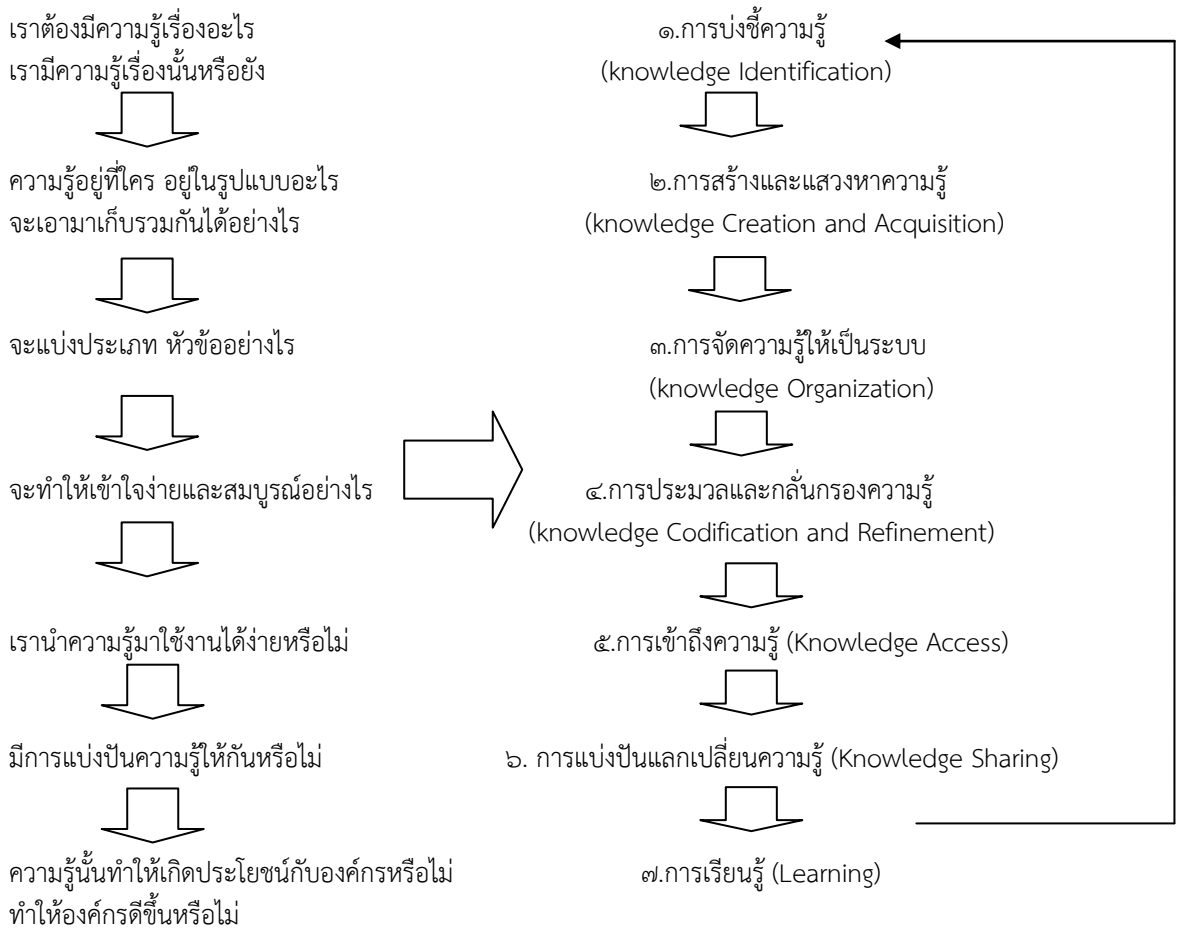 เราต้องมีความรู้เรื่องอะไร
เรามีความรู้เรื่องนั้นหรือยัง
ความรู้อยู่ที่ใคร อยู่ในรูปแบบอะไร
จะเอามาเก็บรวมกันได้อย่างไร
จะแบ่งประเภท หัวข้ออย่างไร
จะทำให้เข้าใจง่ายและสมบูรณ์อย่างไร
เรานำความรู้มาใช้งานได้ง่ายหรือไม่
มีการแบ่งปันความรู้ให้กันหรือไม่
ความรู้นั้นทำให้เกิดประโยชน์กับองค์กรหรือไม่
ทำให้องค์กรดีขึ้นหรือไม่
๑.การบ่งชี้ความรู้
(knowledge Identification)
๒.การสร้างและแสวงหาความรู้
(knowledge Creation and Acquisition)
๓.การจัดความรู้ให้เป็นระบบ
(knowledge Organization)
๔.การประมวลและกลั่นกรองความรู้
(knowledge Codification and Refinement)
๕.การเข้าถึงความรู้ (Knowledge Access)
๖. การแบ่งปันแลกเปลี่ยนความรู้ (Knowledge Sharing)
๗.การเรียนรู้ (Learning)